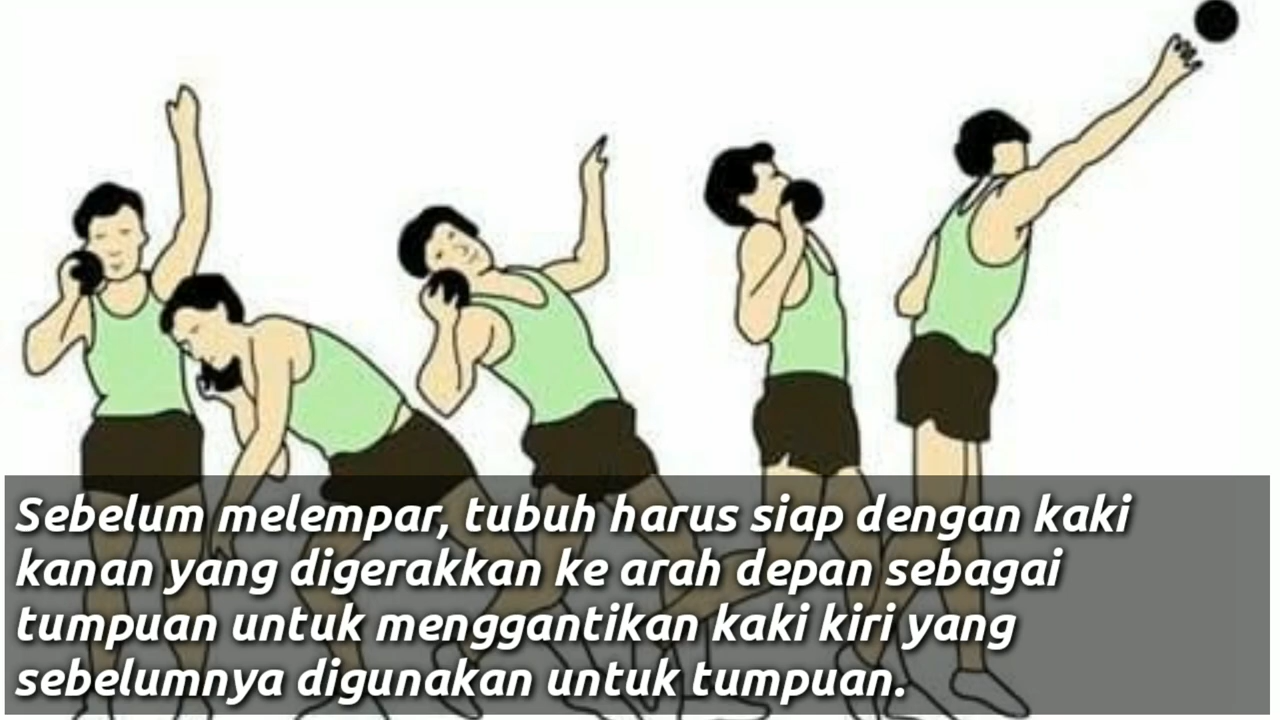 Sebelum melempar, tubuh harus siap dengan kaki
kanan yang digerakkan ke arah depan sebagai
tumpuan untuk menggantikan kaki kiri yang
sebelumnya digunakan untuk tumpuan.